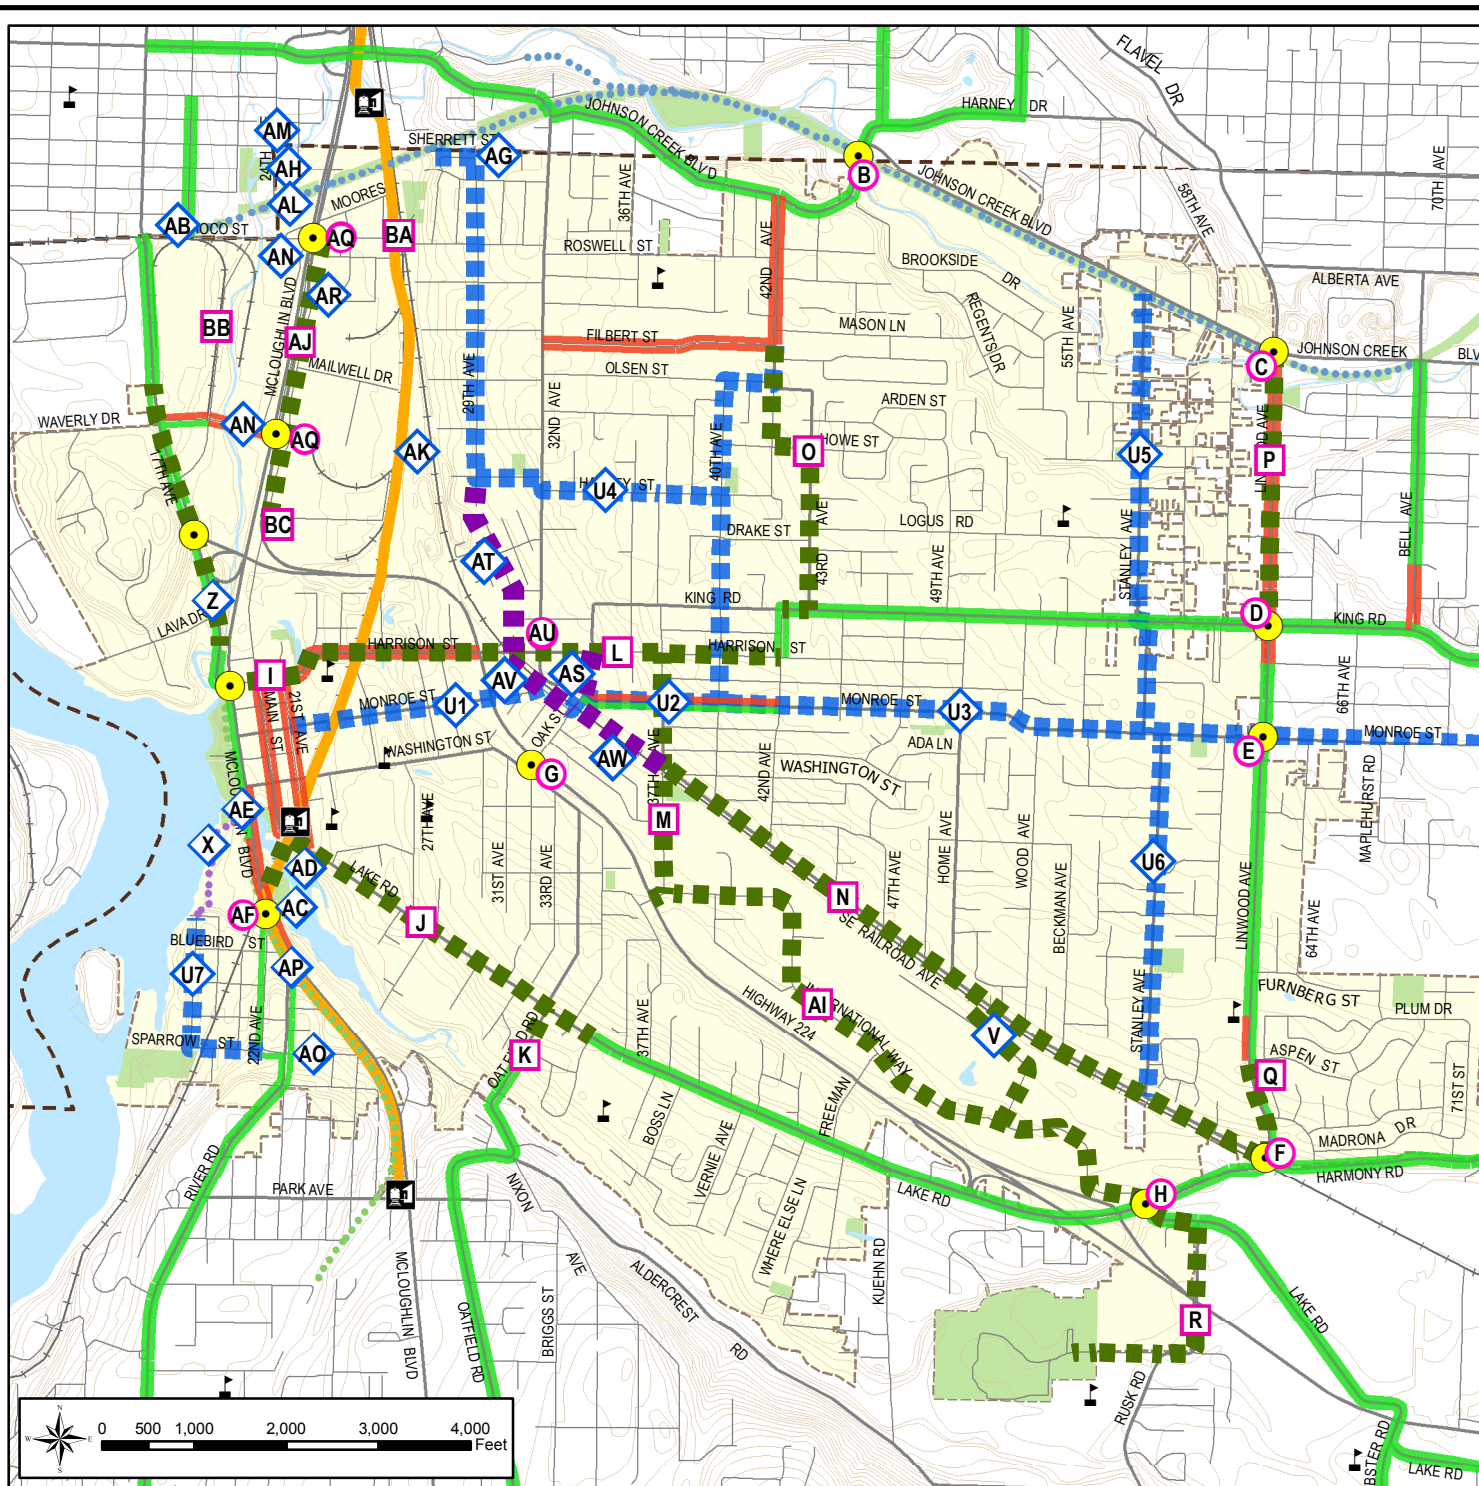 FLAVEL DR
HARNEY DR
JOHNSON CREEK BLVD
SHERRETT ST
AM
AG
24TH
AH
B
36TH AVE
70TH AVE
MOORES
JOHNSON CREEK BLVD
58TH AVE
AL
AB
OCO ST
AQ
BA
ROSWELL ST
42ND AVE
AN
BROOKSIDE DR
ALBERTA AVE
AR
MCLOUGHLIN BLVD
REGENTS DR
BB
AJ
FILBERT ST
MASON LN
55TH AVE
JOHNSON CREEK BLV
MAILWELL DR
OLSEN ST
C
29TH AVE
32ND AVE
ARDEN ST
WAVERLY DR
AN
AQ
17TH AVE
AK
40TH AVE
HOWE ST
O
U5
P
U4
BC
DRAKE ST
43RD AVE
LOGUS RD
49TH AVE
STANLEY AVE
BELL AVE
AT
Z
LAVA DR
KING RD
D
KING RD
AU
HARRISON ST
L
HARRISON ST
I
AV
AS
66TH AVE
MAIN ST
21ST AVE
MONROE ST
U1
U2
MONROE ST
U3
WASHINGTON ST
ADA LN
E
MONROE ST
G
AW
WASHINGTON ST
37TH AVE
42ND AVE
MAPLEHURST RD
AE
27TH AVE
M
X
BLVD
AD
LAKE RD
31ST AVE
33RD AVE
47TH AVE
HOME AVE
WOOD AVE
BECKMAN AVE
U6
AF
AC
J
N
SE RAILROAD AVE
LINWOOD AVE
64TH AVE
BLUEBIRD ST
U7
AP
FURNBERG ST
PLUM DR
HIGHWAY 224
AI
STANLEY AVE
SPARROW ST
22ND AVE
AO
K
37TH AVE
V
ASPEN ST
Q
71ST ST
BOSS LN
FREEMAN
MADRONA DR
VERNIE AVE
F
RIVER RD
HARMONY RD
PARK AVE
NIXON AVE
LAKE RD
H
WHERE ELSE LN
KUEHN RD
MCLOUGHLIN BLVD
OATFIELD RD
BRIGGS ST
ALDERCREST RD
R
LAKE RD
RUSK RD
N
W E
S
0 500 1,000 2,000 3,000 4,000
Feet
BSTER RD
LAKE RD